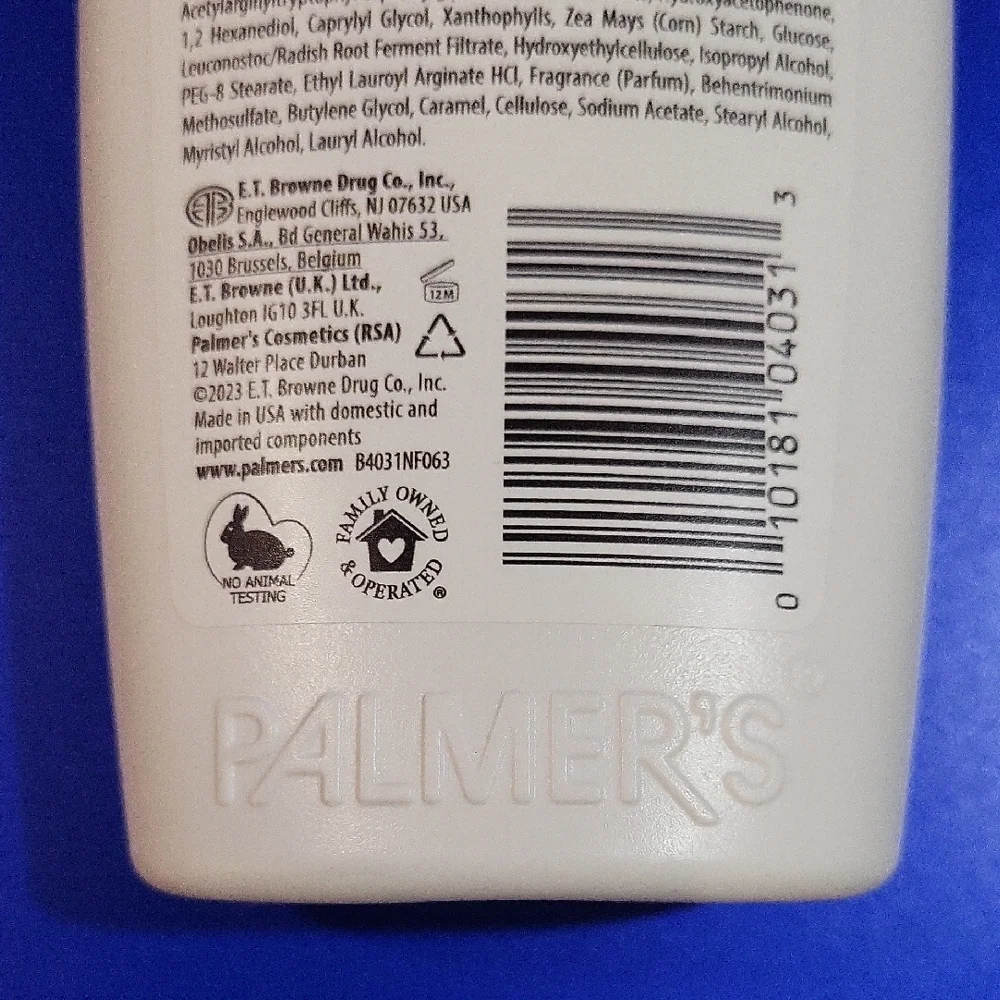 1,2 Hexanediol, Caprylyl Glycol, Xanthophylls, Zea Mays (Corn) Starch, Glucose,
Leuconostoc/Radish Root Ferment Filtrate, Hydroxyethylcellulose, Isopropyl Alcohol,
PEG-8 Stearate, Ethyl Lauroyl Arginate HCl, Fragrance (Parfum), Behentrimonium
Methosulfate, Butylene Glycol, Caramel, Cellulose, Sodium Acetate, Stearyl Alcohol,
Myristyl Alcohol, Lauryl Alcohol.
E.T. Browne Drug Co., Inc.,
Englewood Cliffs, NJ 07632 USA
Obelis S.A., Bd General Wahis 53,
1030 Brussels, Belgium
E.T. Browne (U.K.) Ltd.,
Loughton IG10 3FL U.K.
Palmer's Cosmetics (RSA)
12 Walter Place Durban
©2023 E.T. Browne Drug Co., Inc.
Made in USA with domestic and
imported components
www.palmers.com B4031NF063
12M
NO ANIMAL
TESTING
FAMILY OWNED
& OPERATED®
0 10181 04031 3
PALMER'S®